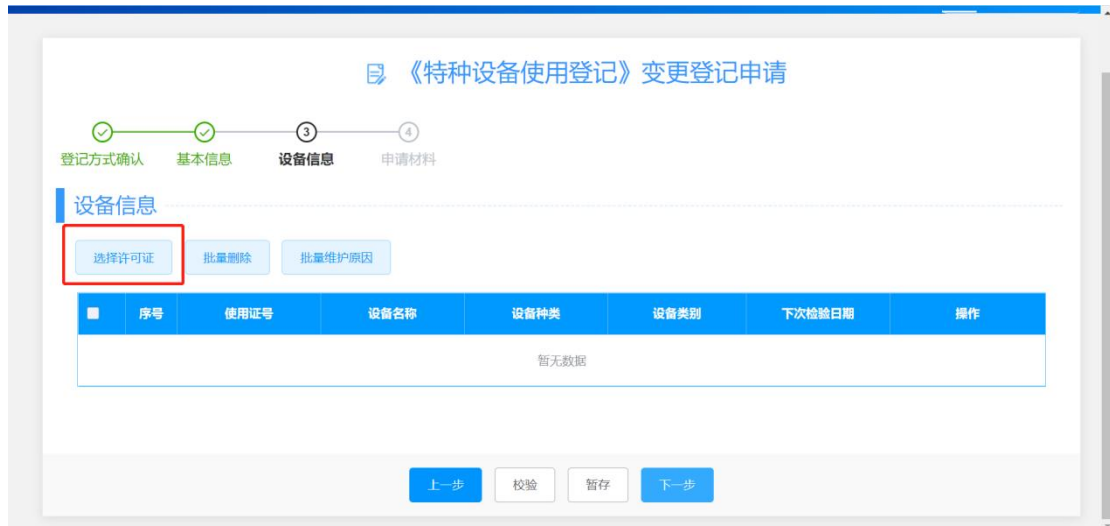 《特种设备使用登记》变更登记申请
3 4
登记方式确认 基本信息 设备信息 申请材料
设备信息
选择许可证 批量删除 批量维护原因
序号 使用证号 设备名称 设备种类 设备类别 下次检验日期 操作
暂无数据
上一步 校验 暂存 下一步